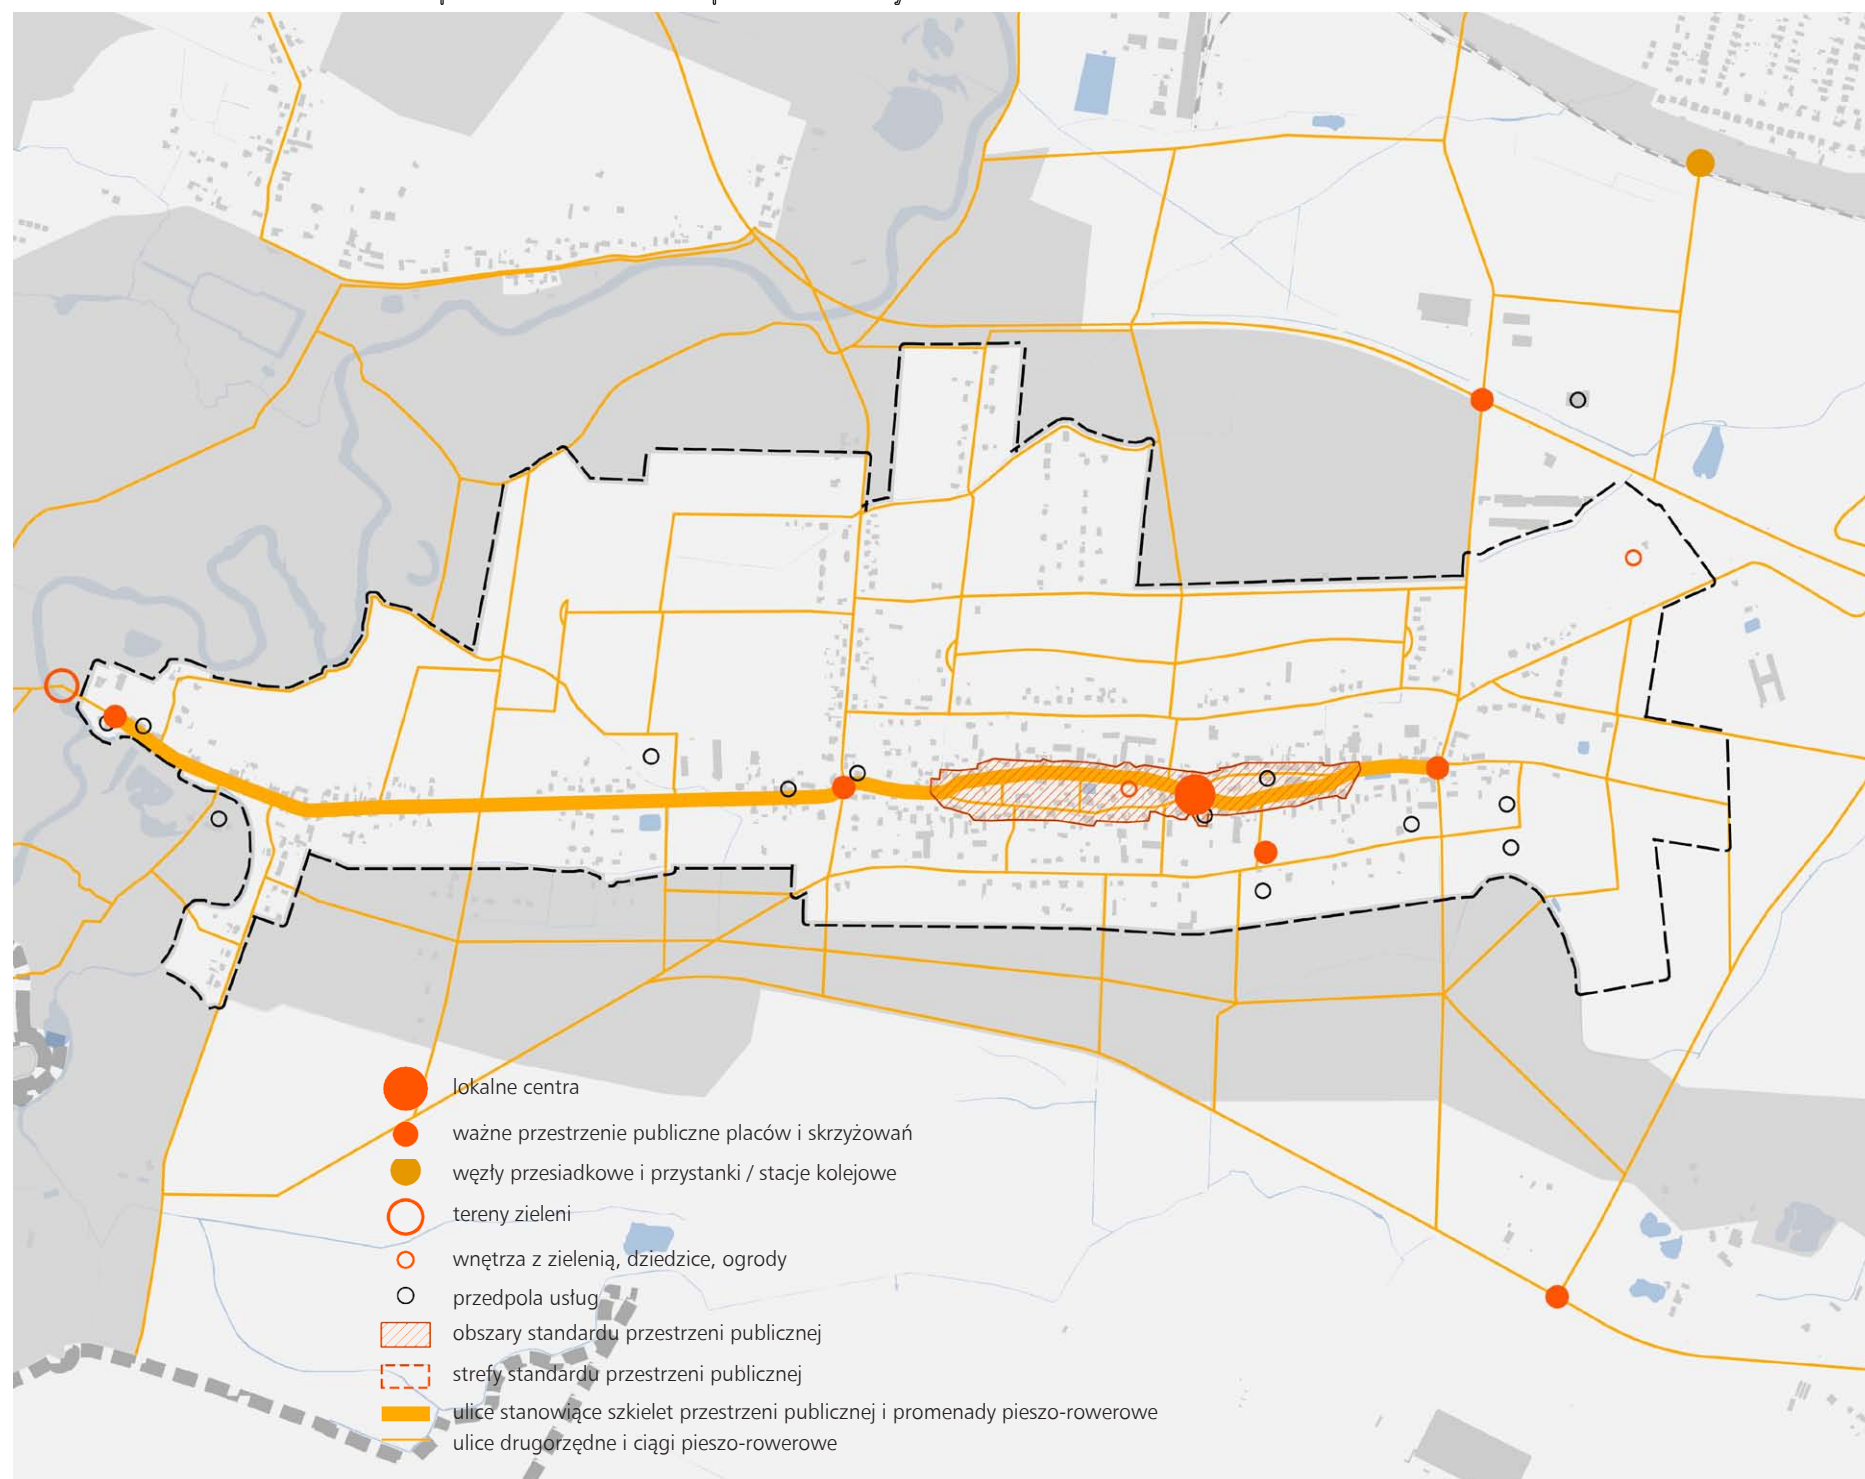 lokalne centra
ważne przestrzenie publiczne placów i skrzyżowań
węzły przesiadkowe i przystanki / stacje kolejowe
tereny zieleni
wnętrza z zielenią, dziedzice, ogrody
przedpola usług
obszary standardu przestrzeni publicznej
strefy standardu przestrzeni publicznej
ulice stanowiące szkielet przestrzeni publicznej i promenady pieszo-rowerowe
ulice drugorzędne i ciągi pieszo-rowerowe